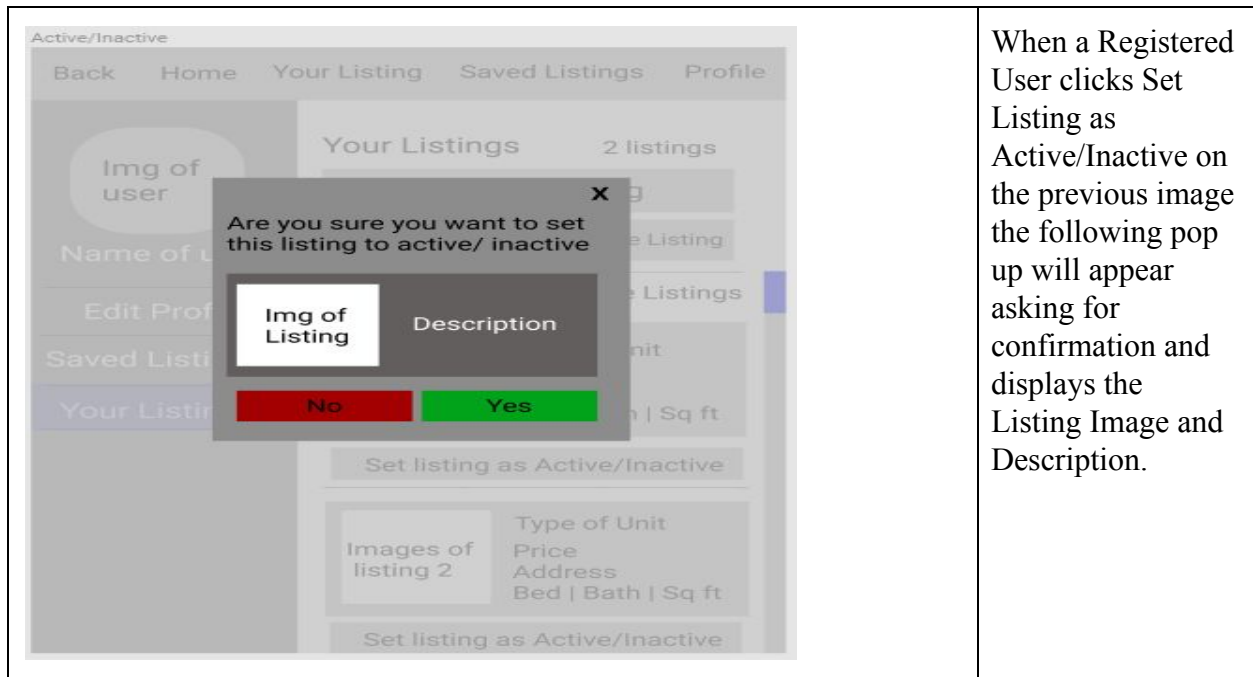 Active/Inactive
Back Home Your Listing Saved Listings Profile
Img of
user
Name of
Edit
Saved
Your
Your Listings 2 listings
Listing
Listings
| Sq ft
Are you sure you want to set
this listing to active/ inactive
X
Img of
Listing
Description
No Yes
Set listing as Active/Inactive
Images of
listing 2
Type of Unit
Price
Address
Bed | Bath | Sq ft
Set listing as Active/Inactive
When a Registered
User clicks Set
Listing as
Active/Inactive on
the previous image
the following pop
up will appear
asking for
confirmation and
displays the
Listing Image and
Description.